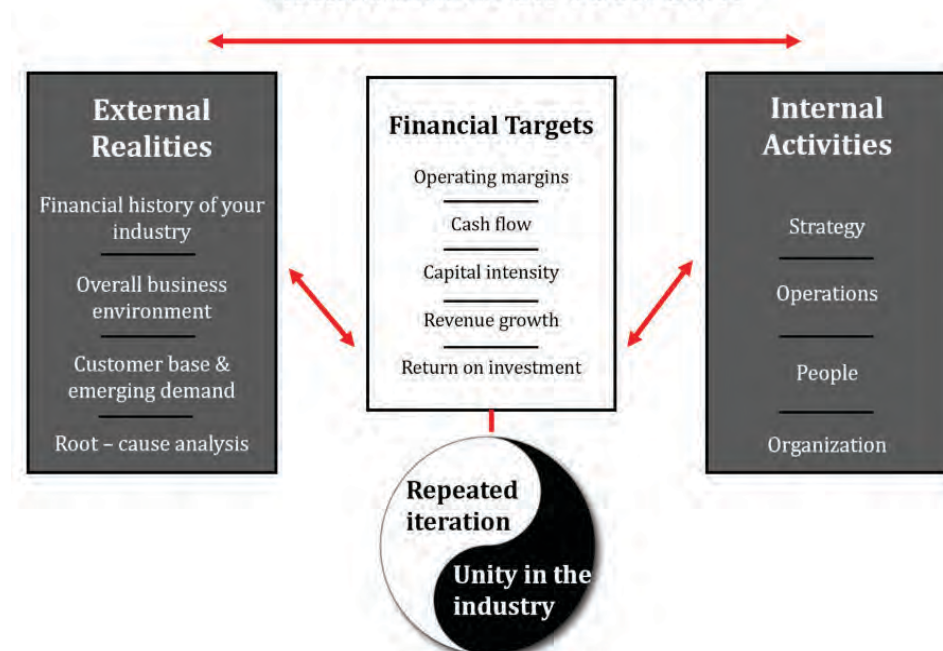 External
Realities
Financial history of your
industry
Overall business
environment
Customer base &
emerging demand
Root – cause analysis
Financial Targets
Operating margins
Cash flow
Capital intensity
Revenue growth
Return on investment
Internal
Activities
Strategy
Operations
People
Organization
Repeated
iteration
Unity in the
industry